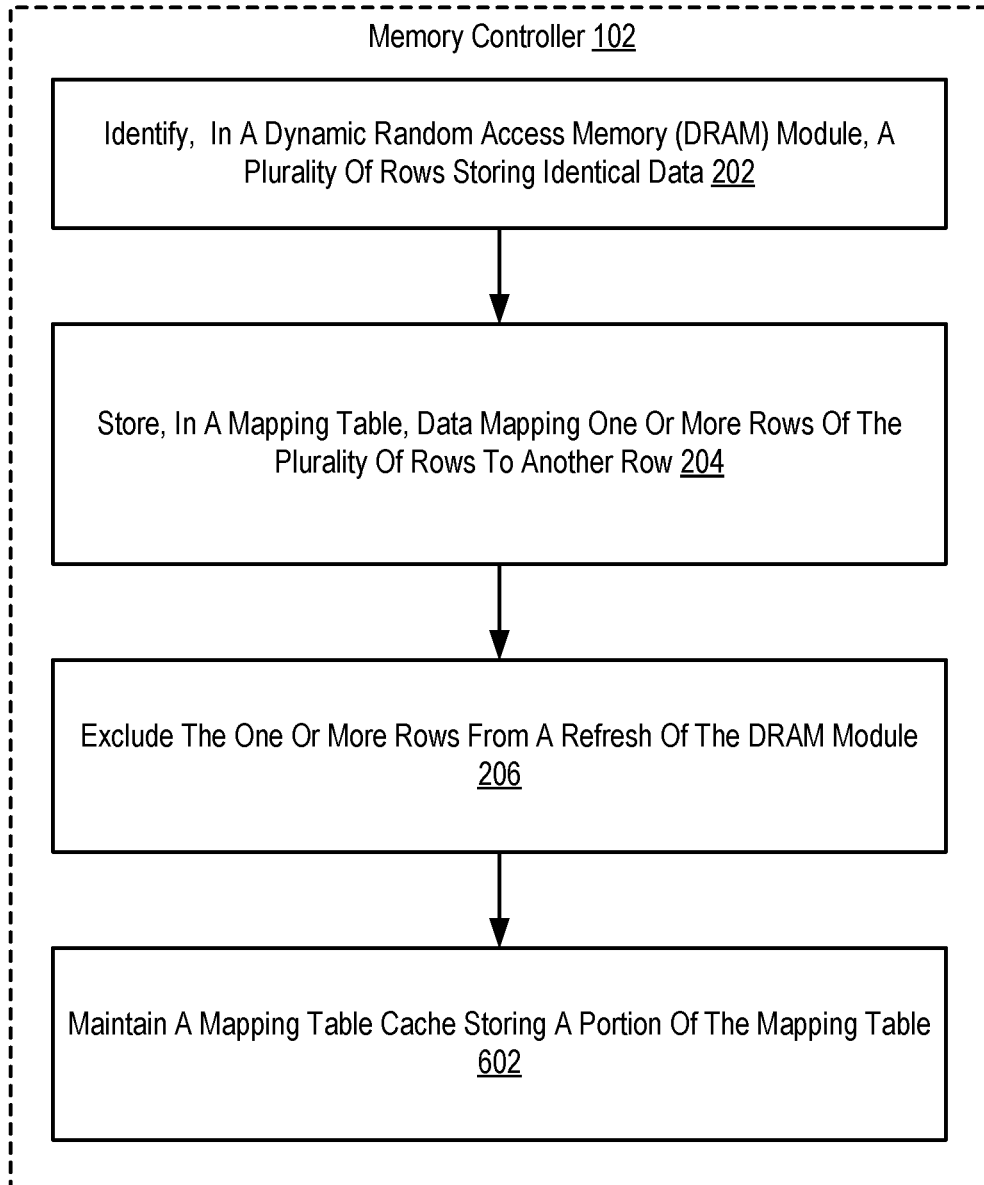 Memory Controller 102
Identify, In A Dynamic Random Access Memory (DRAM) Module, A
Plurality Of Rows Storing Identical Data 202
Store, In A Mapping Table, Data Mapping One Or More Rows Of The
Plurality Of Rows To Another Row 204
Exclude The One Or More Rows From A Refresh Of The DRAM Module
206
Maintain A Mapping Table Cache Storing A Portion Of The Mapping Table
602